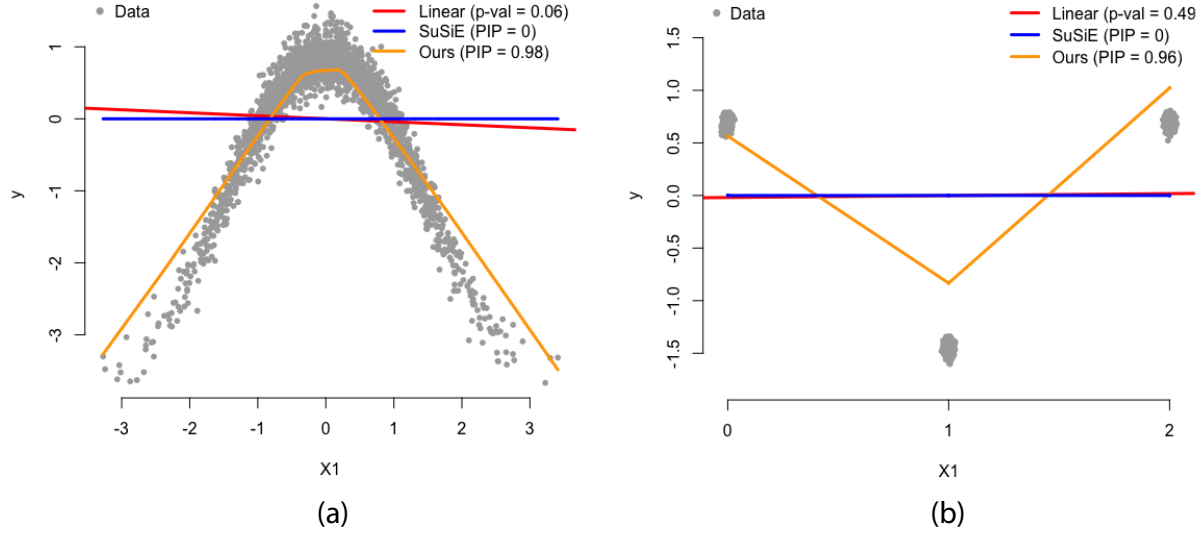 Data
Linear (p-val = 0.06)
SuSiE (PIP = 0)
Ours (PIP = 0.98)
y
1
0
-1
-2
-3
-3 -2 -1 0 1 2 3
X1
(a)
Data
Linear (p-val = 0.49
SuSiE (PIP = 0)
Ours (PIP = 0.96)
y
1.5
1.0
0.5
0.0
-0.5
-1.0
-1.5
0 1 2
X1
(b)